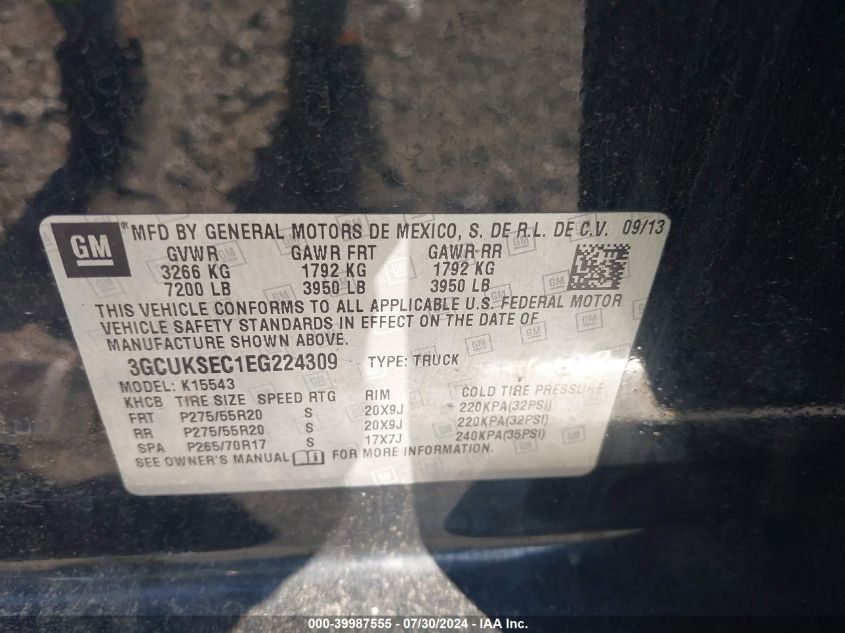 GM ® MFD BY GENERAL MOTORS DE MEXICO, S. DE R.L. DE C.V. 09/13
GVWR GAWR FRT GAWR RR
3266 KG 1792 KG 1792 KG
7200 LB 3950 LB 3950 LB
THIS VEHICLE CONFORMS TO ALL APPLICABLE U.S. FEDERAL MOTOR
VEHICLE SAFETY STANDARDS IN EFFECT ON THE DATE OF
MANUFACTURE SHOWN ABOVE.
3GCUKSEC1EG224309 TYPE: TRUCK
MODEL: K15543
KHCB TIRE SIZE SPEED RTG RIM COLD TIRE PRESSURE
FRT P275/55R20 S 20X9J 220KPA(32PSI)
RR P275/55R20 S 20X9J 220KPA(32PSI)
SPA P265/70R17 S 17X7J 240KPA(35PSI)
SEE OWNER'S MANUAL FOR MORE INFORMATION.
000-39987555 - 07/30/2024 - IAA Inc.